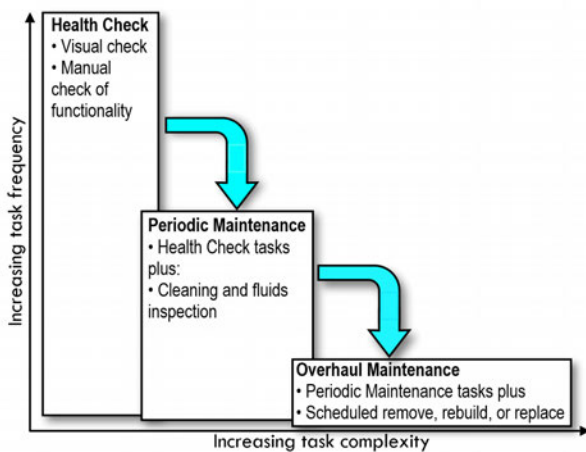 Health Check
• Visual check
• Manual
check of
functionality
Increasing task frequency
Periodic Maintenance
• Health Check tasks
plus:
• Cleaning and fluids
inspection
Overhaul Maintenance
• Periodic Maintenance tasks plus
• Scheduled remove, rebuild, or replace
Increasing task complexity